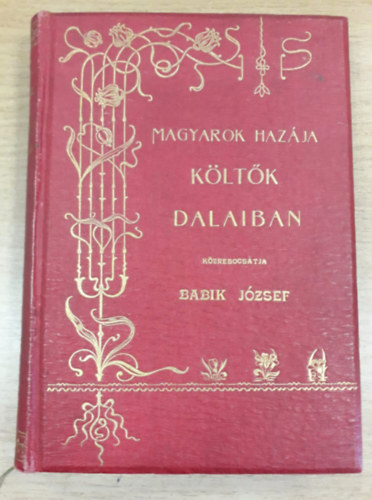 MAGYAROK HAZÁJA
KÖLTŐK
DALAIBAN
KÖZREBOCSÁTJA
BABIK JÓZSEF